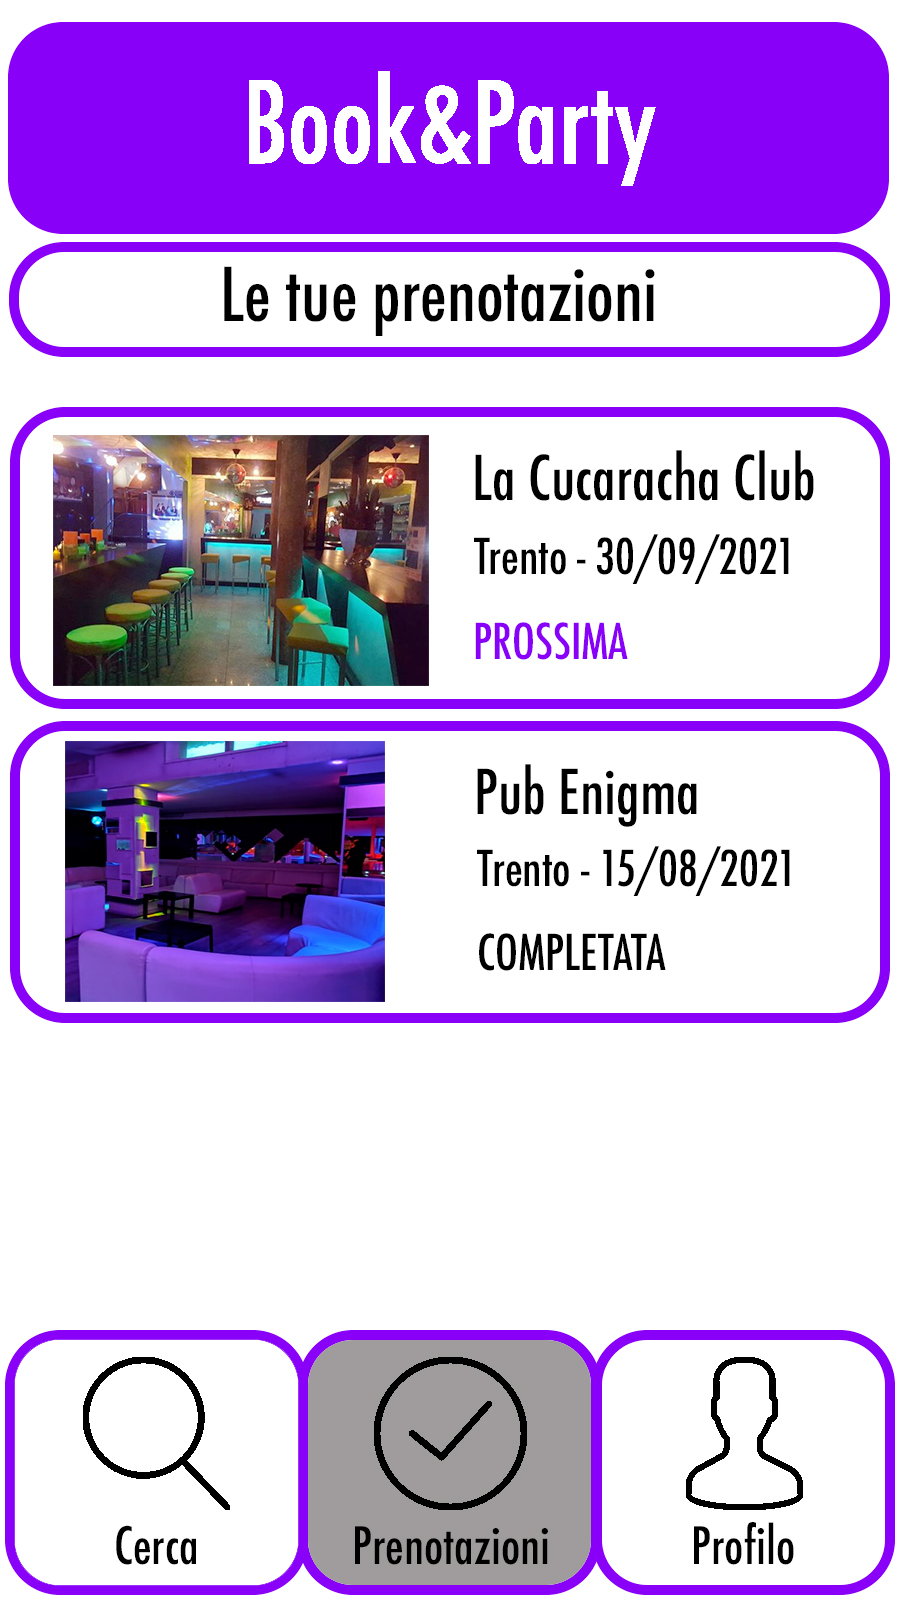 Book&Party
Le tue prenotazioni
La Cucaracha Club
Trento - 30/09/2021
PROSSIMA
Pub Enigma
Trento - 15/08/2021
COMPLETATA
Cerca
Prenotazioni
Profilo